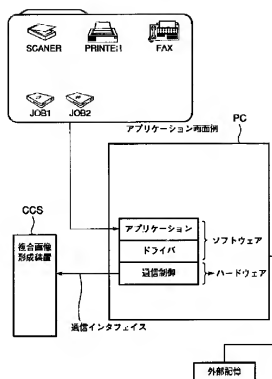 SCANER
PRINTER
FAX
JOB1
JOB2
アプリケーション画面例
PC
CCS
複合画像
形成装置
アプリケーション
ドライバ
通信制御
ソフトウェア
ハードウェア
通信インタフェイス
外部記憶